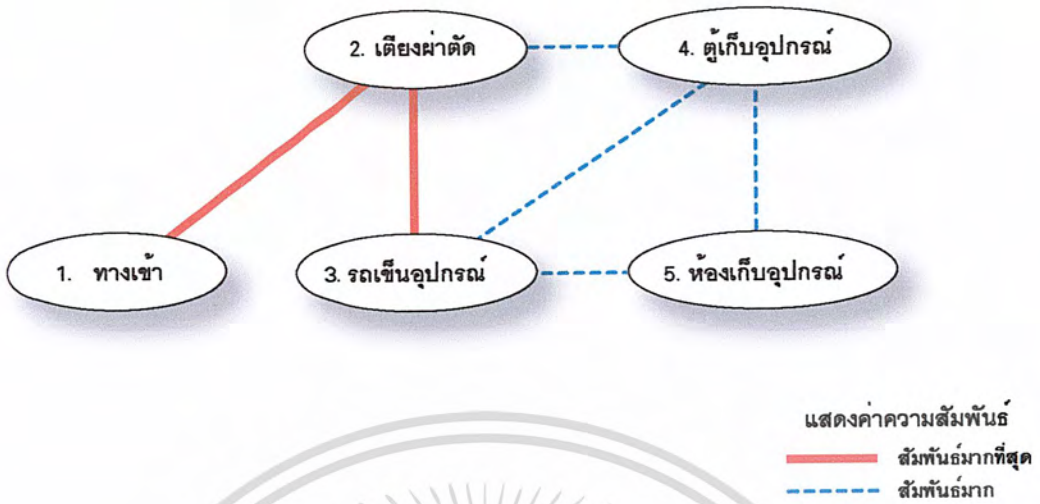 2. เตียงผ่าตัด
4. ตู้เก็บอุปกรณ์
1. ทางเข้า
3. รถเข็นอุปกรณ์
5. ห้องเก็บอุปกรณ์
แสดงค่าความสัมพันธ์
สัมพันธ์มากที่สุด
สัมพันธ์มาก